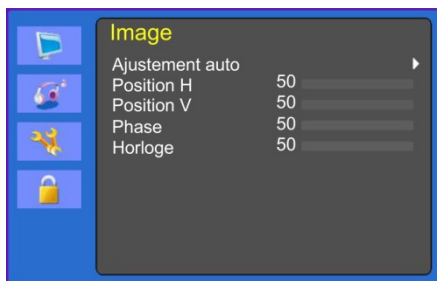 Image
Ajustement auto
Position H 50
Position V 50
Phase 50
Horloge 50